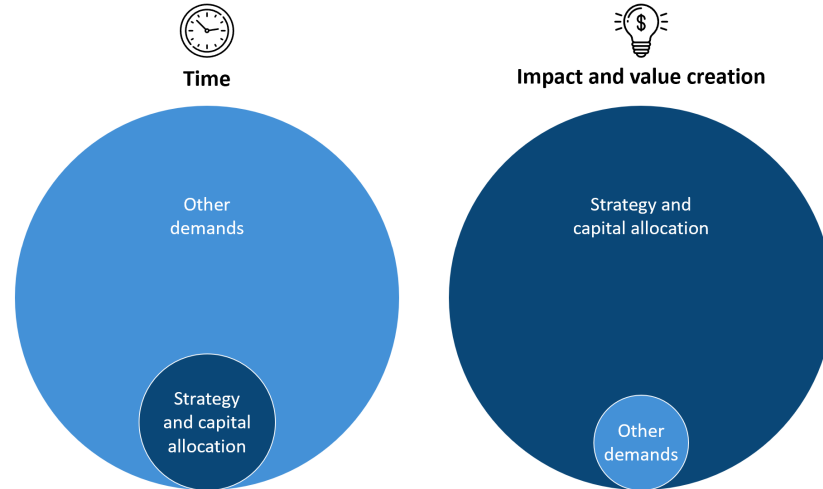 $
Time
Impact and value creation
Other
demands
Strategy and
capital allocation
Strategy
and capital
allocation
Other
demands